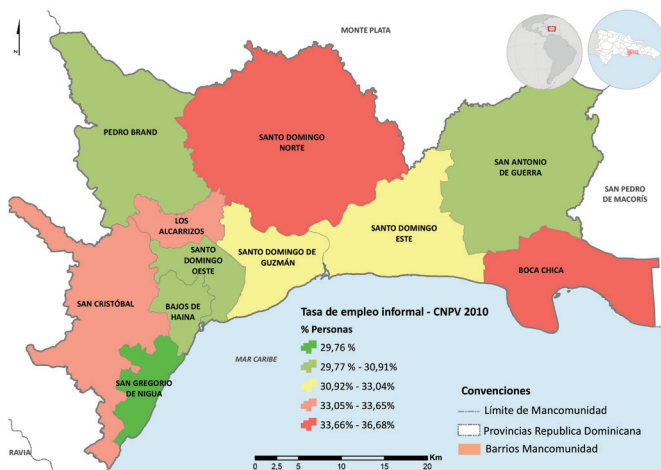 MONTE PLATA
PEDRO BRAND
SANTO DOMINGO
NORTE
SAN ANTONIO
DE GUERRA
SAN PEDRO
DE MACORÍS
LOS
ALCARRIZOS
SANTO
DOMINGO
OESTE
SANTO DOMINGO DE
GUZMÁN
SANTO DOMINGO
ESTE
BOCA CHICA
SAN CRISTÓBAL
BAJOS DE
HAINA
SAN GREGORIO
DE NIGUA
MAR CARIBE
RAVIA
Tasa de empleo informal - CNPV 2010
% Personas
29,76 %
29,77 % - 30,91%
30,92% - 33,04%
33,05% - 33,65%
33,66% - 36,68%
Convenciones
Límite de Mancomunidad
Provincias Republica Dominicana
Barrios Mancomunidad
Km
0 2,5 5 10 15 20